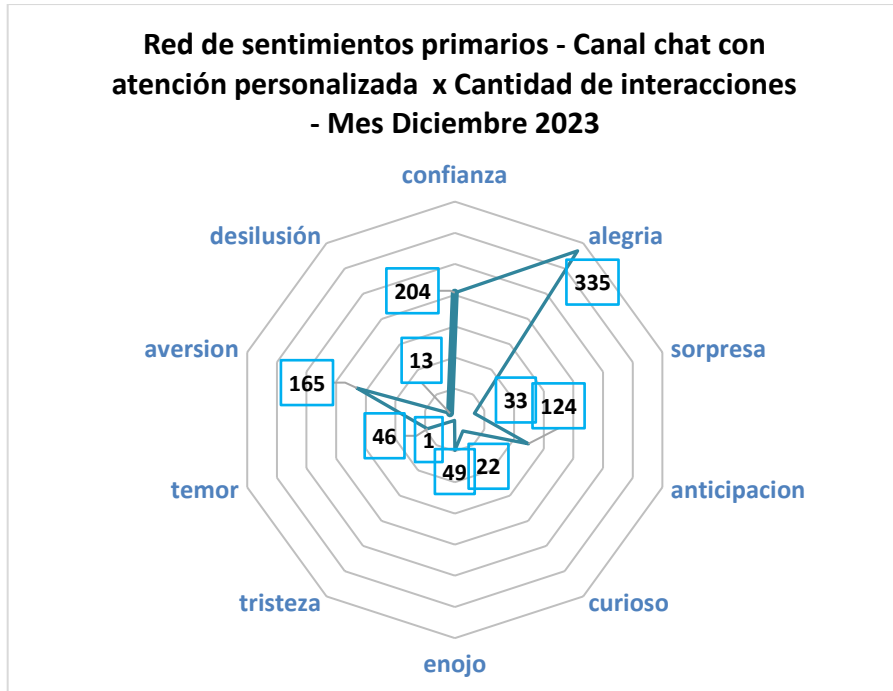 Red de sentimientos primarios - Canal chat con
atención personalizada x Cantidad de interacciones
- Mes Diciembre 2023
confianza
desilusión
alegria
204
335
aversion
sorpresa
13
165
33
124
46
1
49
22
temor
anticipacion
tristeza
curioso
enojo